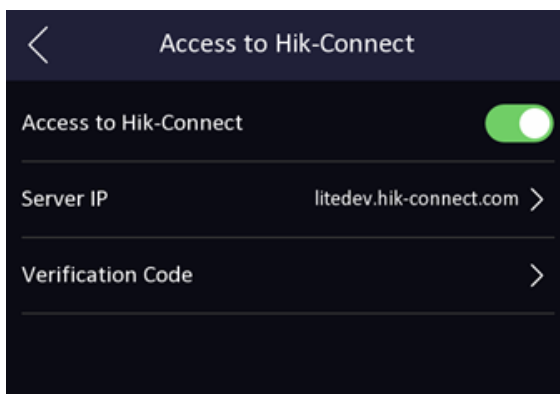 Access to Hik-Connect
Access to Hik-Connect
Server IP litedev.hik-connect.com
Verification Code